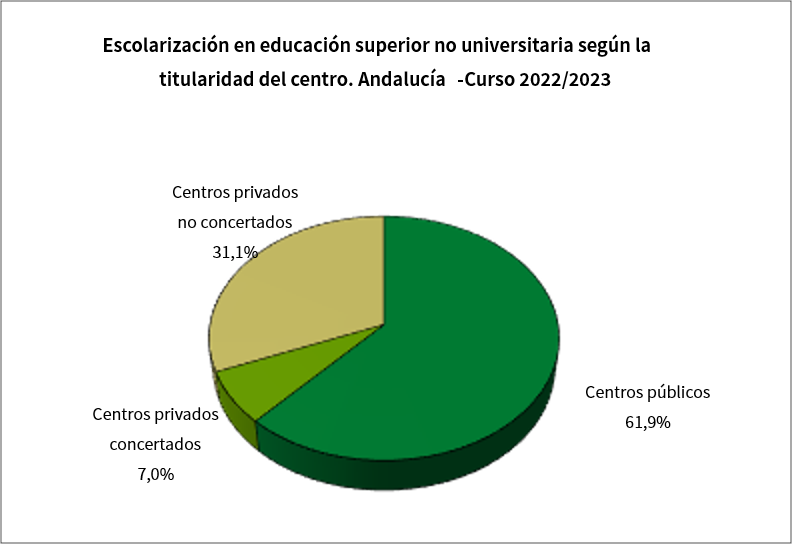 Escolarización en educación superior no universitaria según la
titularidad del centro. Andalucía -Curso 2022/2023
Centros privados
no concertados
31,1%
Centros públicos
61,9%
Centros privados
concertados
7,0%